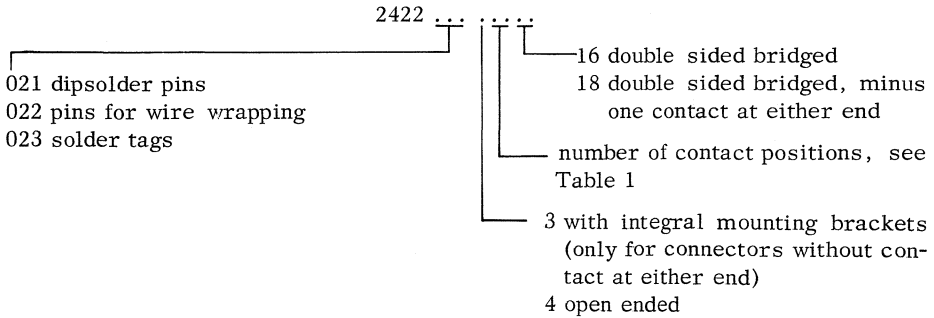 2422 ... .....
16 double sided bridged
18 double sided bridged, minus
one contact at either end
021 dipsolder pins
022 pins for wire wrapping
023 solder tags
number of contact positions, see
Table 1
3 with integral mounting brackets
(only for connectors without con-
tact at either end)
4 open ended